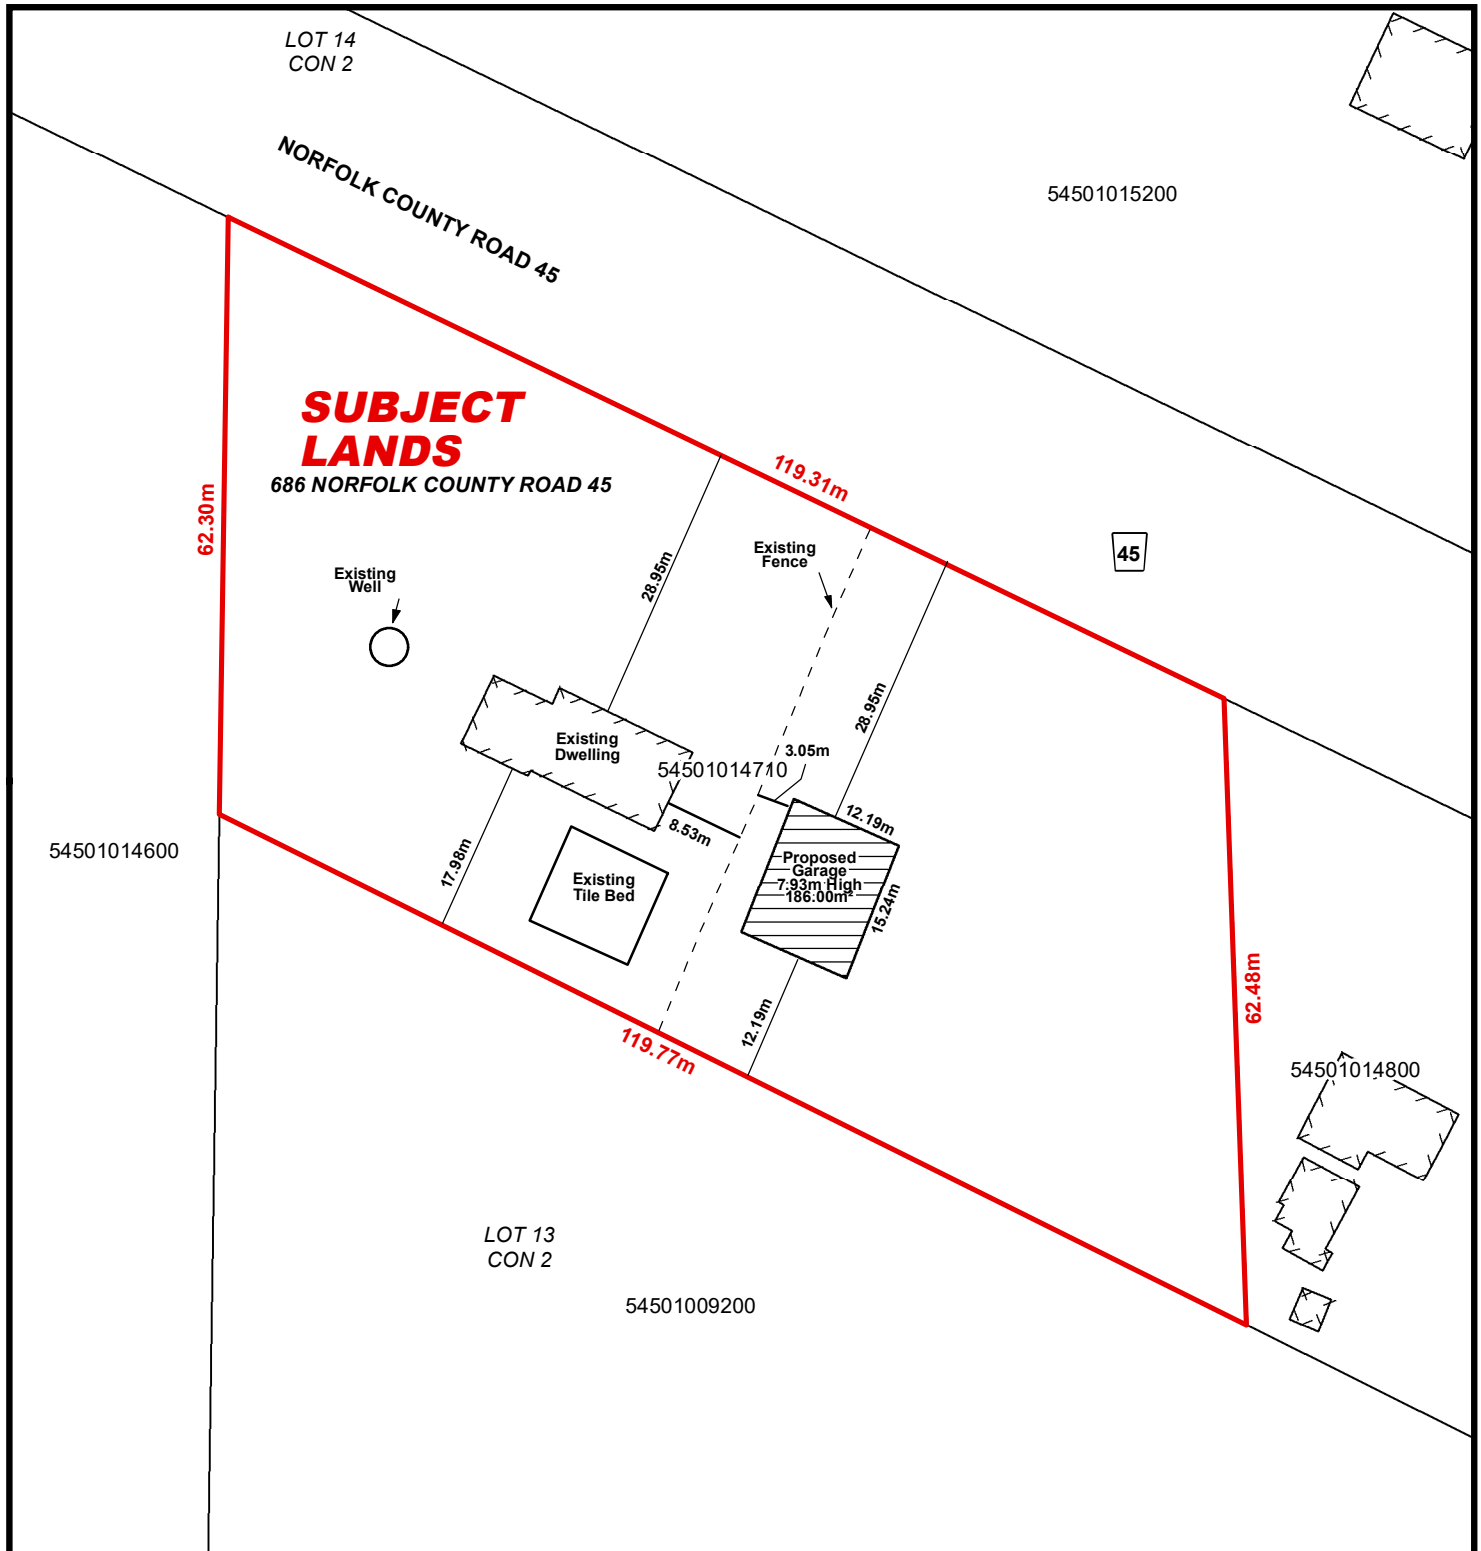 LOT 14
CON 2
NORFOLK COUNTY ROAD 45
54501015200
SUBJECT
LANDS
686 NORFOLK COUNTY ROAD 45
119.31m
62.30m
45
Existing
Fence
28.95m
Existing
Well
28.95m
Existing
Dwelling
3.05m
54501014710
12.19m
8.53m
54501014600
17.98m
Existing
Tile Bed
Proposed
Garage
7.93m High
186.00m²
15.24m
62.48m
12.19m
119.77m
54501014800
LOT 13
CON 2
54501009200